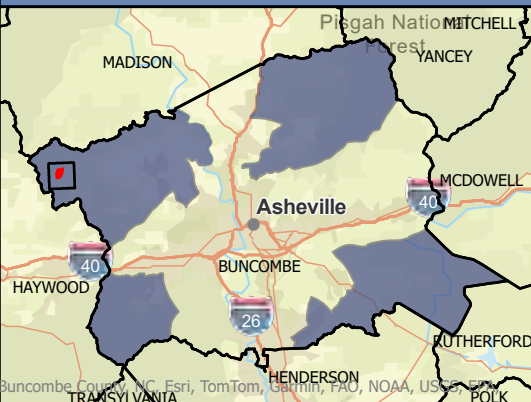 Pisgah National
Forest
MITCHELL
YANCEY
MADISON
MCDOWELL
40
Asheville
40
BUNCOMBE
HAYWOOD
26
RUTHERFORD
HENDERSON
Buncombe County, NC, Esri, TomTom, Garmin, FAO, NOAA, USGS, EPA,
TRANSYLVANIA
POLK